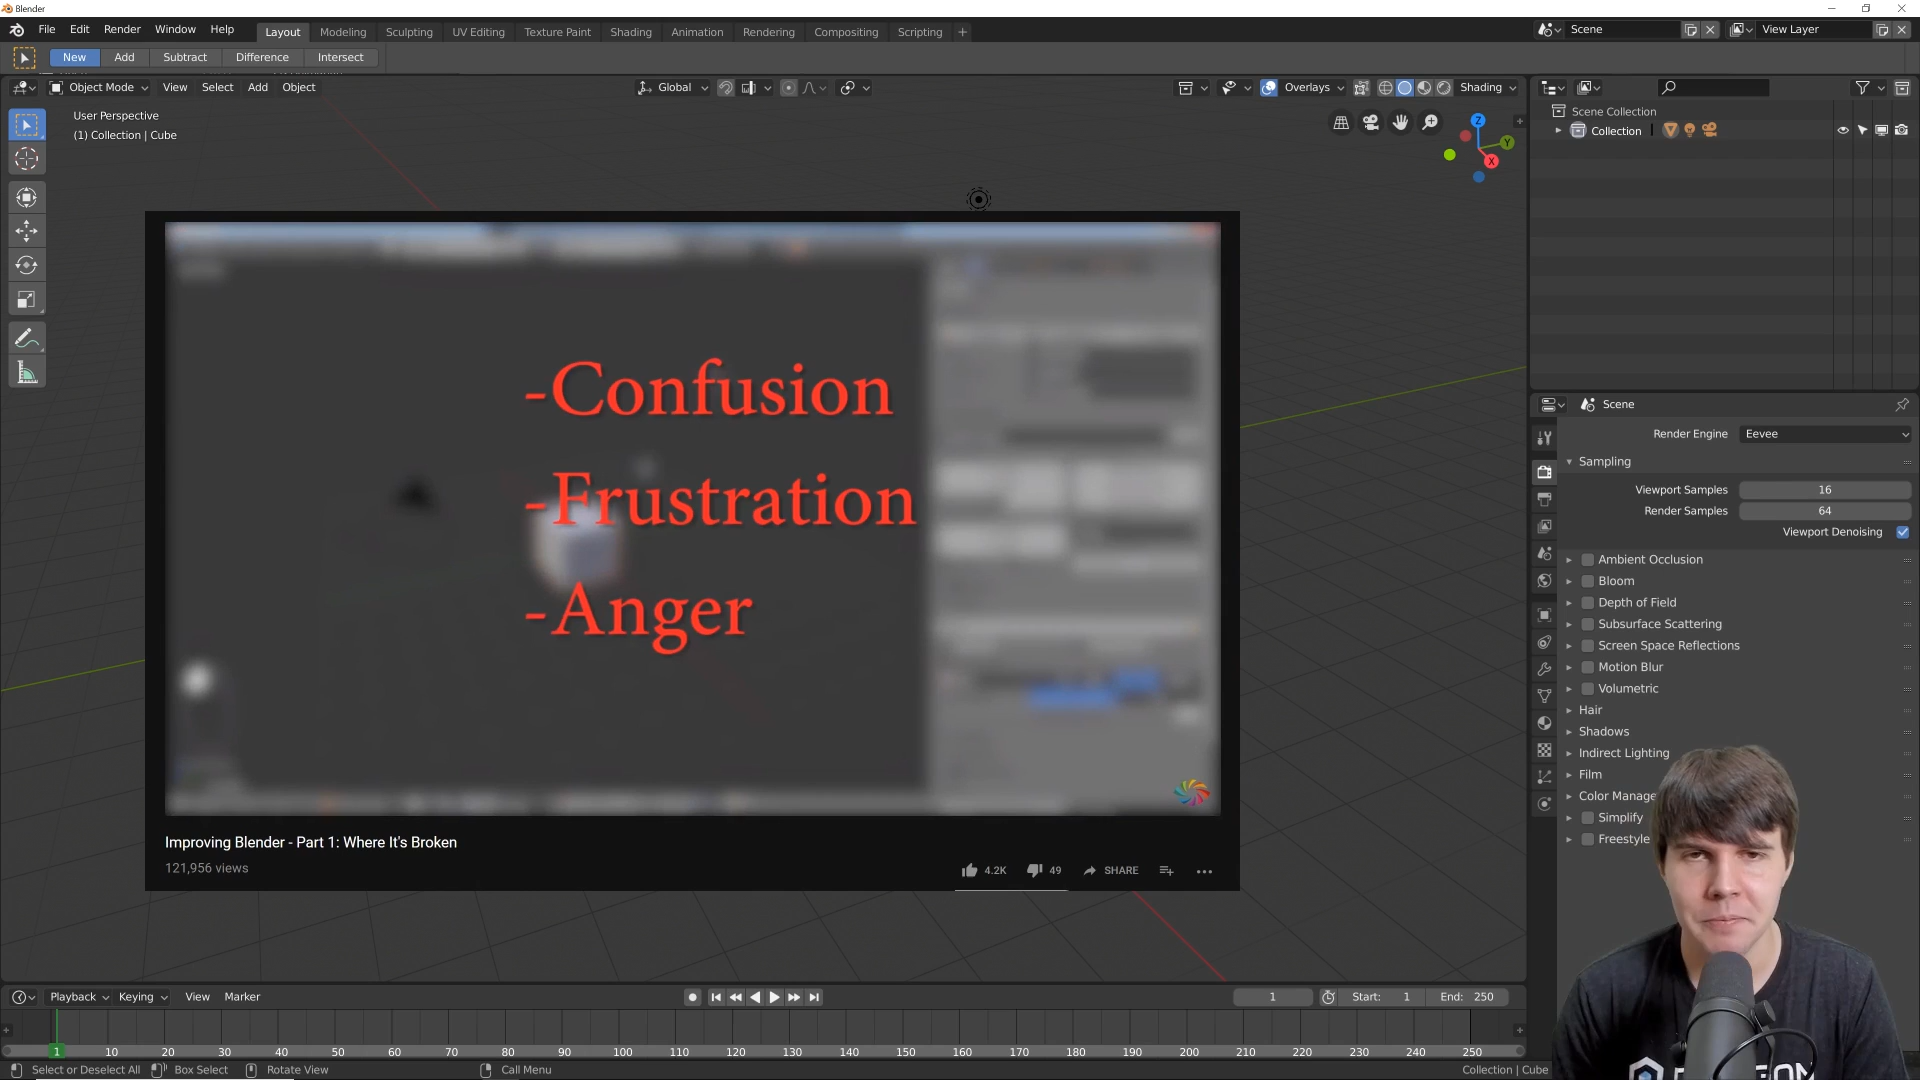 Blender
File Edit Render Window Help Layout Modeling Sculpting UV Editing Texture Paint Shading Animation Rendering Compositing Scripting + Scene View Layer
New Add Subtract Difference Intersect
Object Mode View Select Add Object Global Overlays Shading
User Perspective
(1) Collection | Cube
Z
Y
X
Scene Collection
Collection
-Confusion
-Frustration
-Anger
Improving Blender - Part 1: Where It's Broken
121,956 views
4.2K 49 SHARE
Scene
Render Engine Eevee
Sampling
Viewport Samples 16
Render Samples 64
Viewport Denoising
Ambient Occlusion
Bloom
Depth of Field
Subsurface Scattering
Screen Space Reflections
Motion Blur
Volumetric
Hair
Shadows
Indirect Lighting
Film
Color Manage
Simplify
Freestyle
Playback Keying View Marker 1 Start: 1 End: 250
1 10 20 30 40 50 60 70 80 90 100 110 120 130 140 150 160 170 180 190 200 210 220 230 240 250
Select or Deselect All Box Select Rotate View Call Menu Collection | Cube